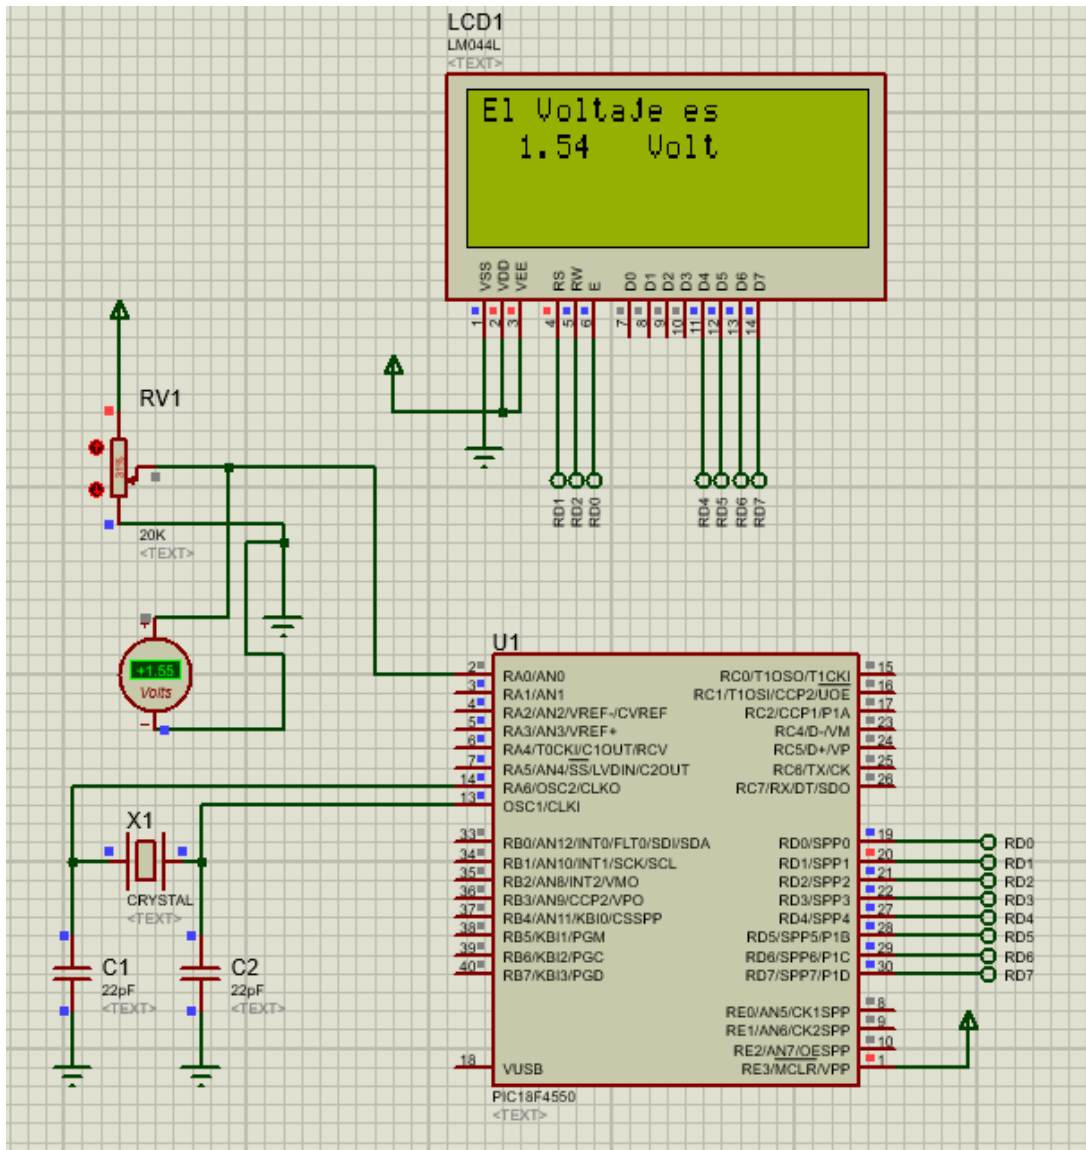 LCD1
LM044L
<TEXT>
El Voltaje es
1.54 Volt
VSS VDD VEE RS RW E D0 D1 D2 D3 D4 D5 D6 D7
1 2 3 4 5 6 7 8 9 10 11 12 13 14
RV1
31%
20K
<TEXT>
RD1 RD2 RD0 RD4 RD5 RD6 RD7
+
+1.55
Volts
−
U1
2 RA0/AN0
3 RA1/AN1
4 RA2/AN2/VREF-/CVREF
5 RA3/AN3/VREF+
6 RA4/T0CKI/C1OUT/RCV
7 RA5/AN4/SS/LVDIN/C2OUT
14 RA6/OSC2/CLKO
13 OSC1/CLKI
33 RB0/AN12/INT0/FLT0/SDI/SDA
34 RB1/AN10/INT1/SCK/SCL
35 RB2/AN8/INT2/VMO
36 RB3/AN9/CCP2/VPO
37 RB4/AN11/KBI0/CSSPP
38 RB5/KBI1/PGM
39 RB6/KBI2/PGC
40 RB7/KBI3/PGD
18 VUSB
RC0/T1OSO/T1CKI 15
RC1/T1OSI/CCP2/UOE 16
RC2/CCP1/P1A 17
RC4/D-/VM 23
RC5/D+/VP 24
RC6/TX/CK 25
RC7/RX/DT/SDO 26
RD0/SPP0 19 RD0
RD1/SPP1 20 RD1
RD2/SPP2 21 RD2
RD3/SPP3 22 RD3
RD4/SPP4 27 RD4
RD5/SPP5/P1B 28 RD5
RD6/SPP6/P1C 29 RD6
RD7/SPP7/P1D 30 RD7
RE0/AN5/CK1SPP 8
RE1/AN6/CK2SPP 9
RE2/AN7/OESPP 10
RE3/MCLR/VPP 1
PIC18F4550
<TEXT>
X1
CRYSTAL
<TEXT>
C1
22pF
<TEXT>
C2
22pF
<TEXT>